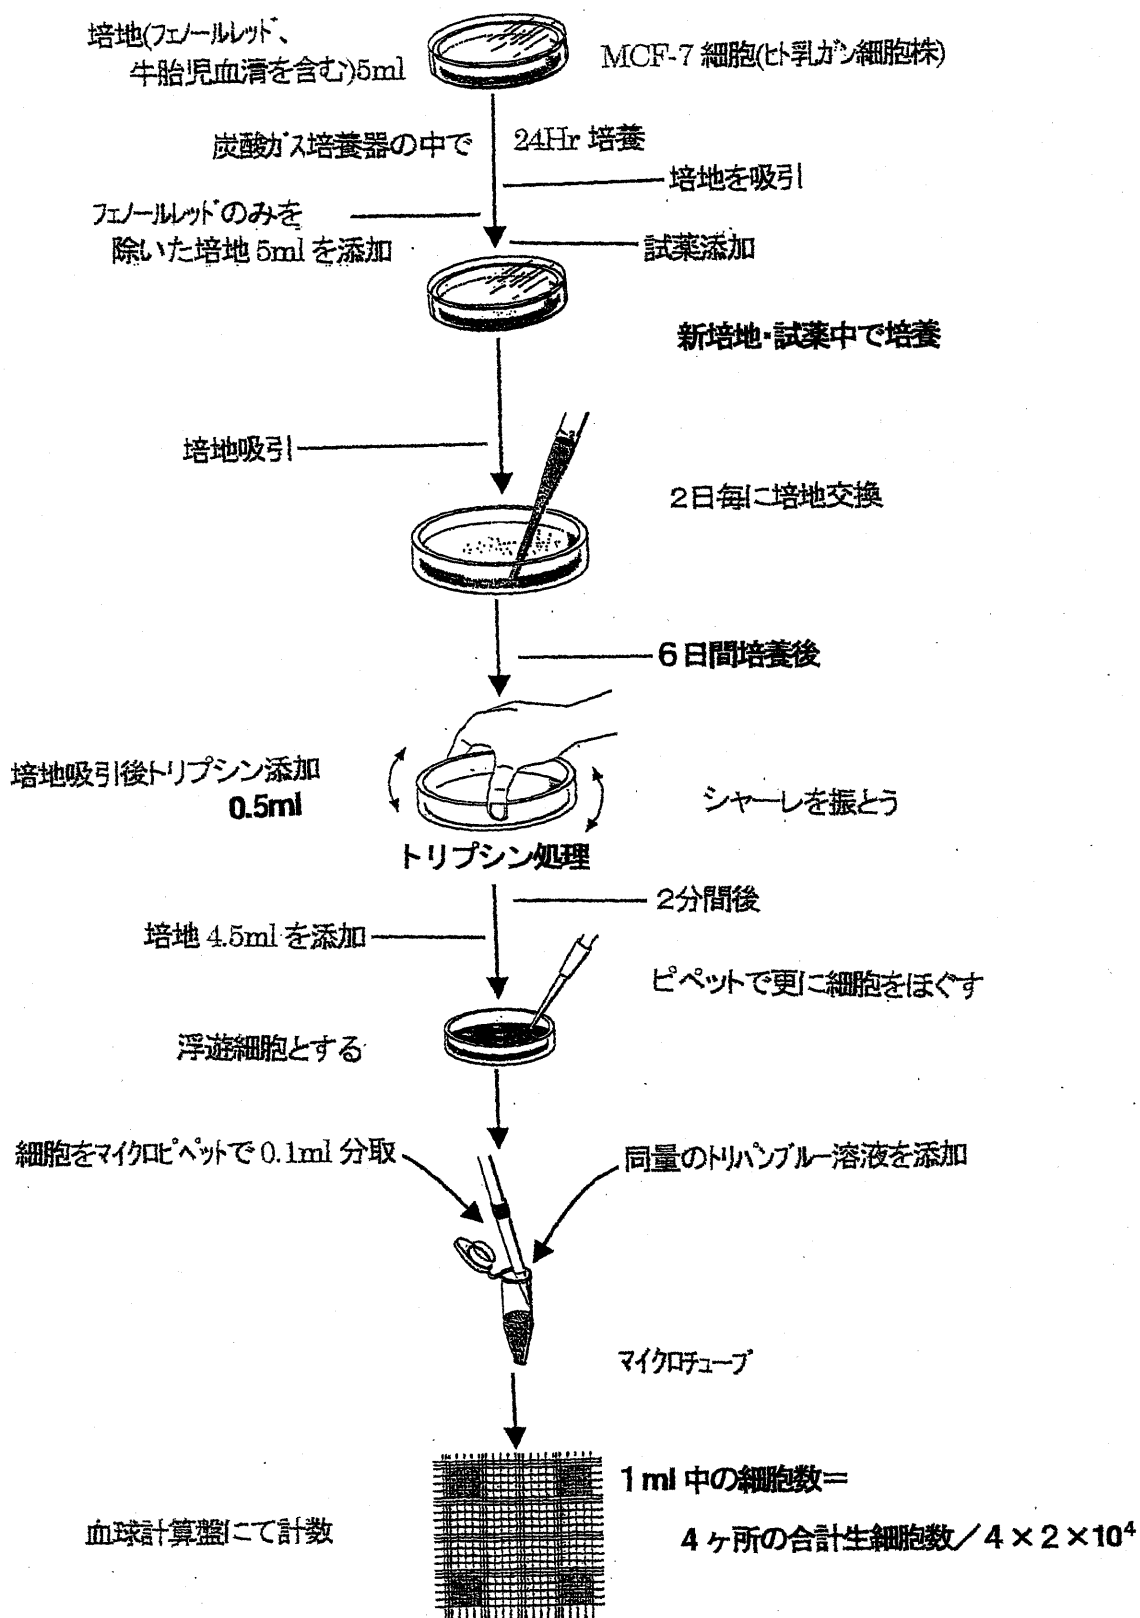 培地(フェノールレッド、
牛胎児血清を含む)5ml
MCF-7 細胞(ヒト乳ガン細胞株)
炭酸ガス培養器の中で
24Hr 培養
培地を吸引
フェノールレッドのみを
除いた培地 5ml を添加
試薬添加
新培地・試薬中で培養
培地吸引
2日毎に培地交換
6日間培養後
培地吸引後トリプシン添加
0.5ml
シャーレを振とう
トリプシン処理
2分間後
培地 4.5ml を添加
ピペットで更に細胞をほぐす
浮遊細胞とする
細胞をマイクロピペットで 0.1ml 分取
同量のトリパンブルー溶液を添加
マイクロチューブ
血球計算盤にて計数
1ml 中の細胞数=
4ヶ所の合計生細胞数/4×2×10⁴